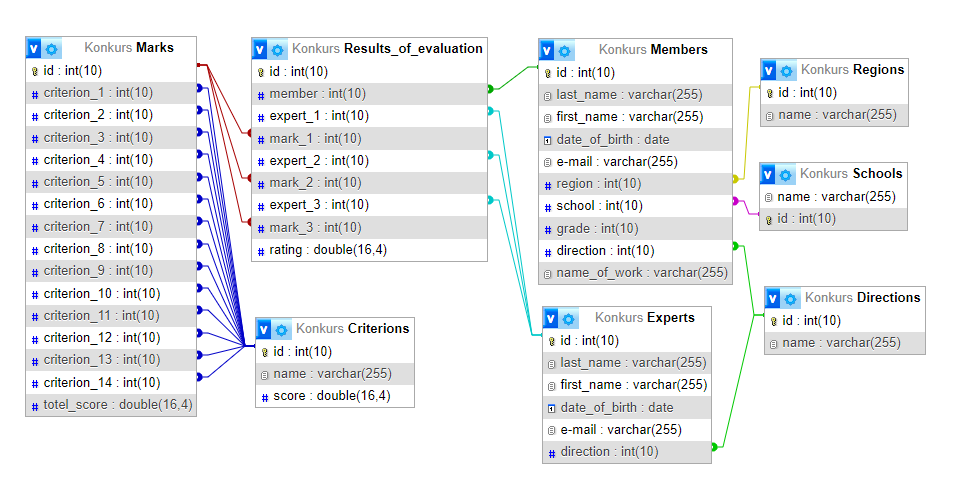 Konkurs Marks
id : int(10)
criterion_1 : int(10)
criterion_2 : int(10)
criterion_3 : int(10)
criterion_4 : int(10)
criterion_5 : int(10)
criterion_6 : int(10)
criterion_7 : int(10)
criterion_8 : int(10)
criterion_9 : int(10)
criterion_10 : int(10)
criterion_11 : int(10)
criterion_12 : int(10)
criterion_13 : int(10)
criterion_14 : int(10)
totel_score : double(16,4)
Konkurs Results_of_evaluation
id : int(10)
member : int(10)
expert_1 : int(10)
mark_1 : int(10)
expert_2 : int(10)
mark_2 : int(10)
expert_3 : int(10)
mark_3 : int(10)
rating : double(16,4)
Konkurs Criterions
id : int(10)
name : varchar(255)
score : double(16,4)
Konkurs Members
id : int(10)
last_name : varchar(255)
first_name : varchar(255)
date_of_birth : date
e-mail : varchar(255)
region : int(10)
school : int(10)
grade : int(10)
direction : int(10)
name_of_work : varchar(255)
Konkurs Experts
id : int(10)
last_name : varchar(255)
first_name : varchar(255)
date_of_birth : date
e-mail : varchar(255)
direction : int(10)
Konkurs Regions
id : int(10)
name : varchar(255)
Konkurs Schools
name : varchar(255)
id : int(10)
Konkurs Directions
id : int(10)
name : varchar(255)